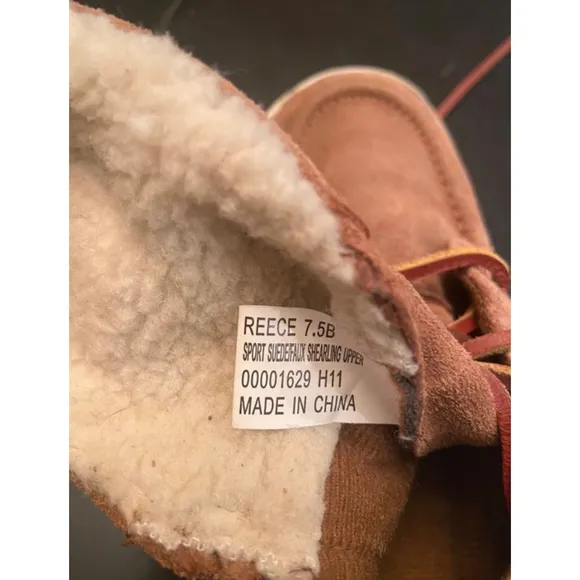 REECE 7.5B
SPORT SUEDE/FAUX SHEARLING UPPER
00001629 H11
MADE IN CHINA